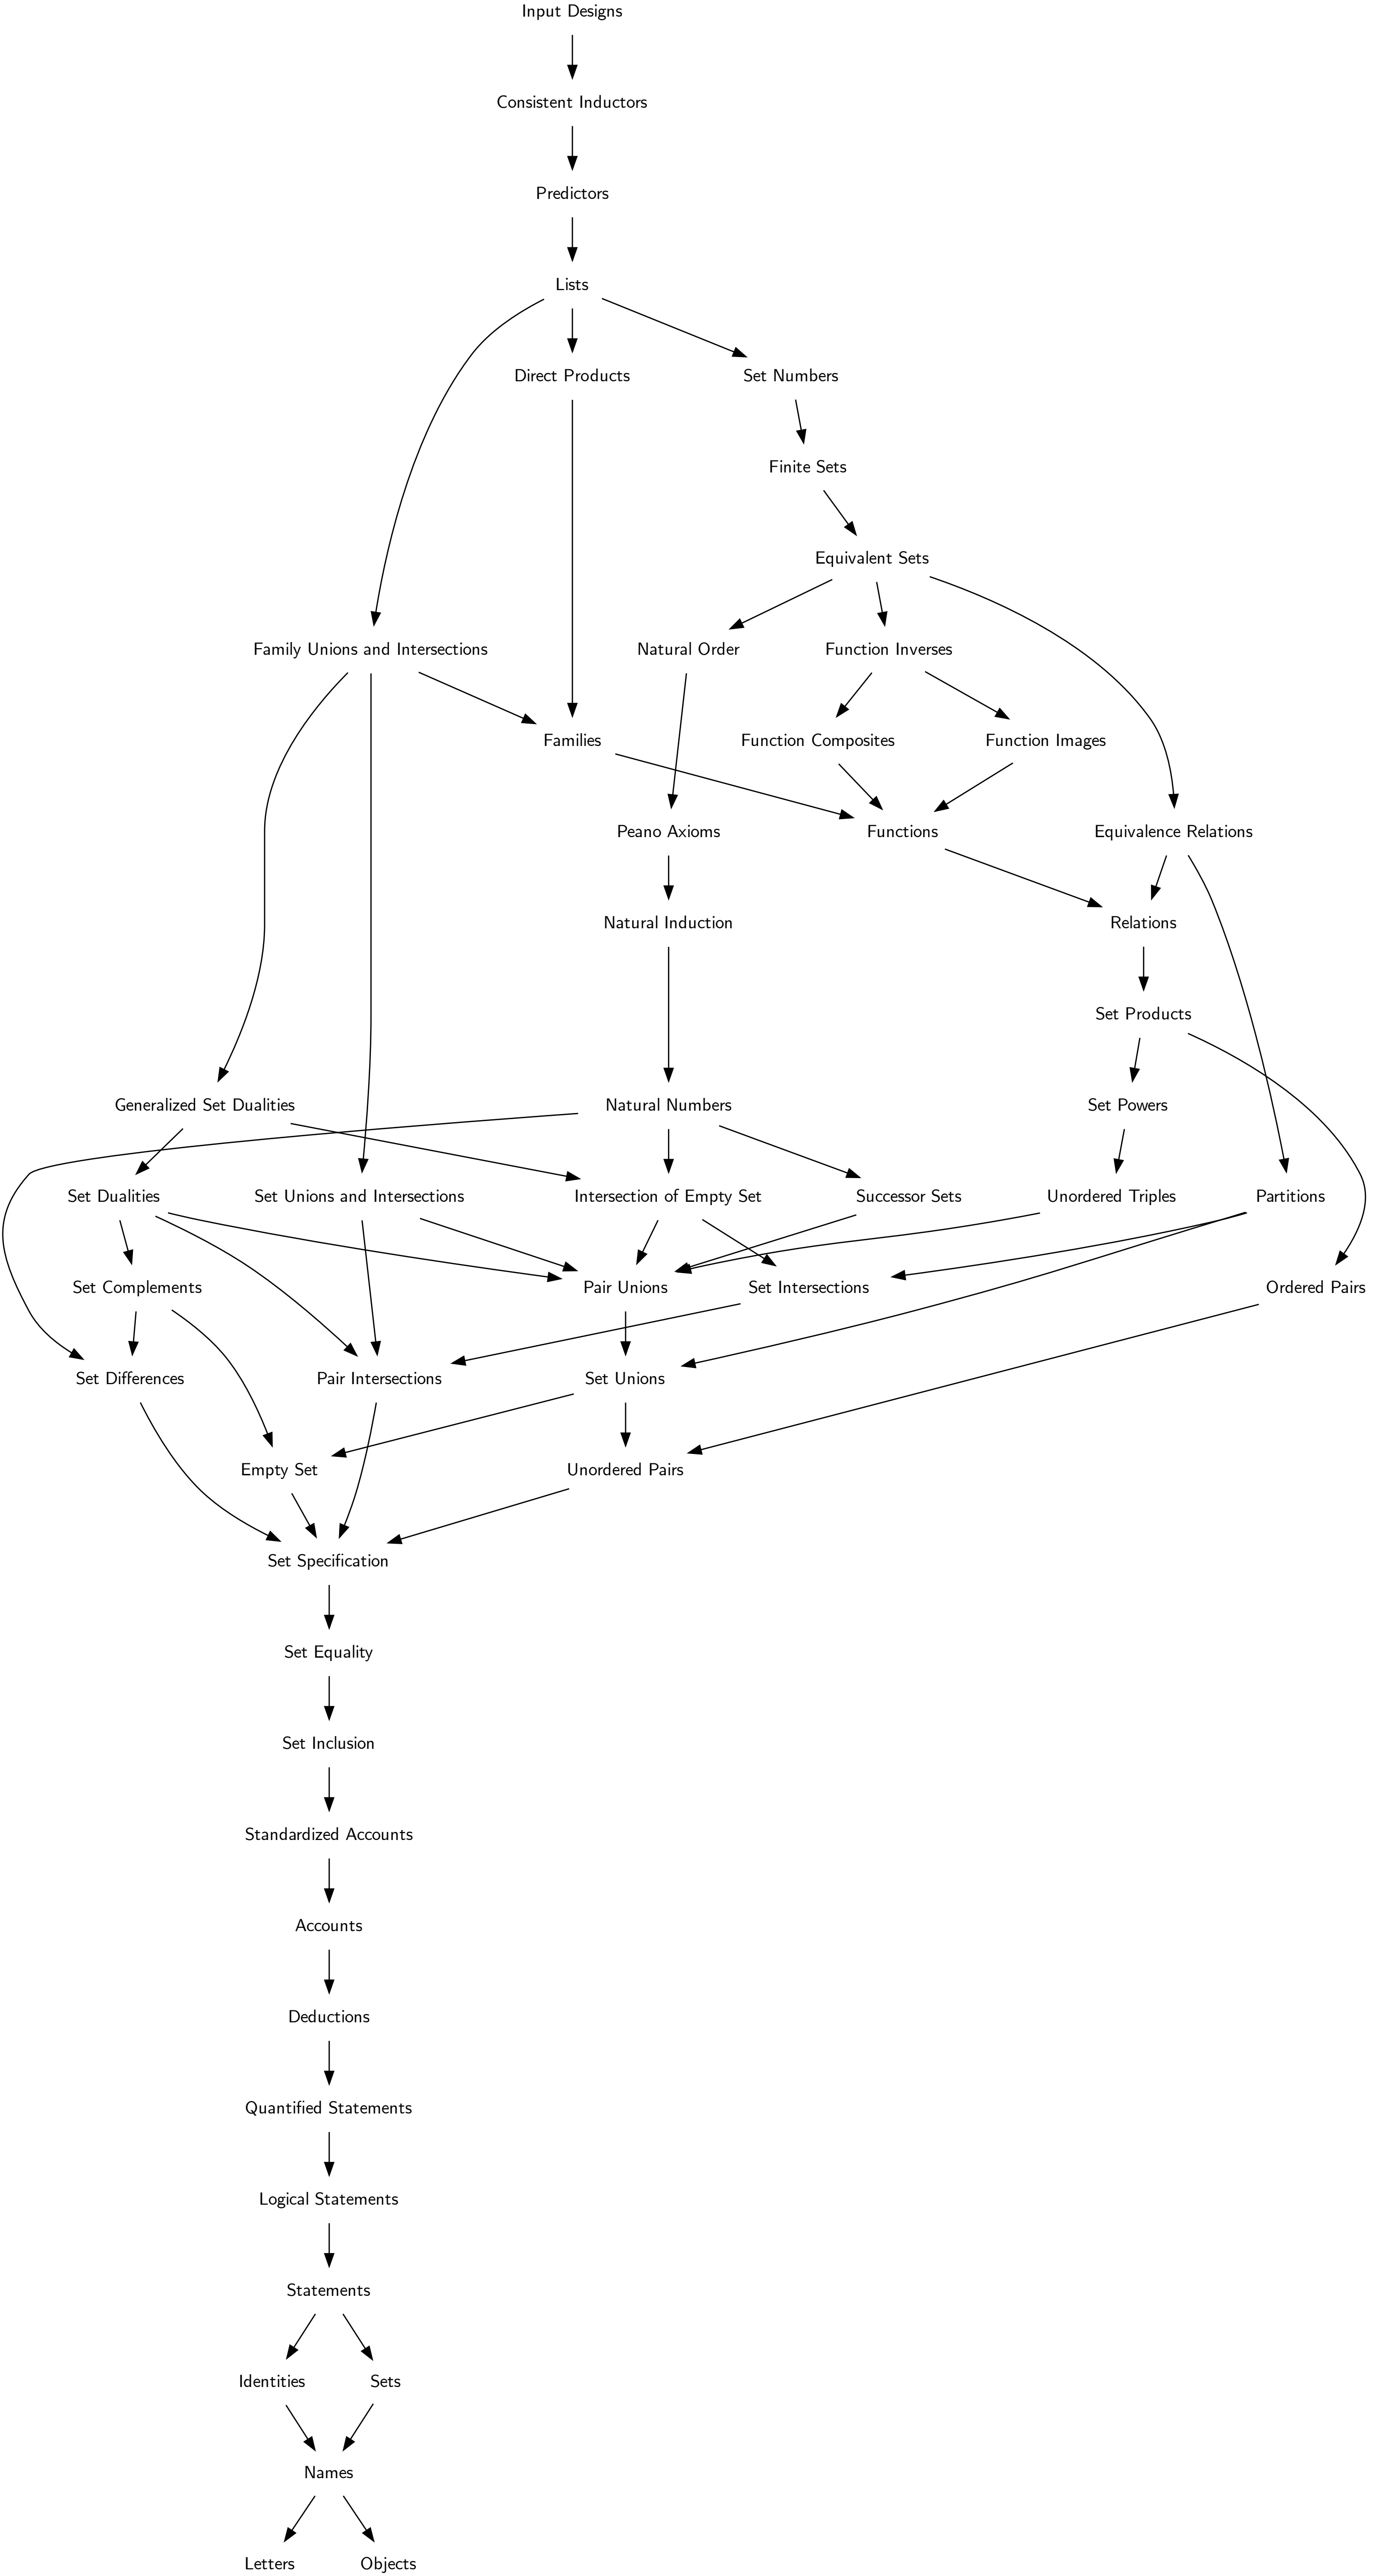 Input Designs
Consistent Inductors
Predictors
Lists
Direct Products
Set Numbers
Finite Sets
Equivalent Sets
Family Unions and Intersections
Natural Order
Function Inverses
Families
Function Composites
Function Images
Peano Axioms
Functions
Equivalence Relations
Natural Induction
Relations
Set Products
Generalized Set Dualities
Natural Numbers
Set Powers
Set Dualities
Set Unions and Intersections
Intersection of Empty Set
Successor Sets
Unordered Triples
Partitions
Set Complements
Pair Unions
Set Intersections
Ordered Pairs
Set Differences
Pair Intersections
Set Unions
Empty Set
Unordered Pairs
Set Specification
Set Equality
Set Inclusion
Standardized Accounts
Accounts
Deductions
Quantified Statements
Logical Statements
Statements
Identities
Sets
Names
Letters
Objects